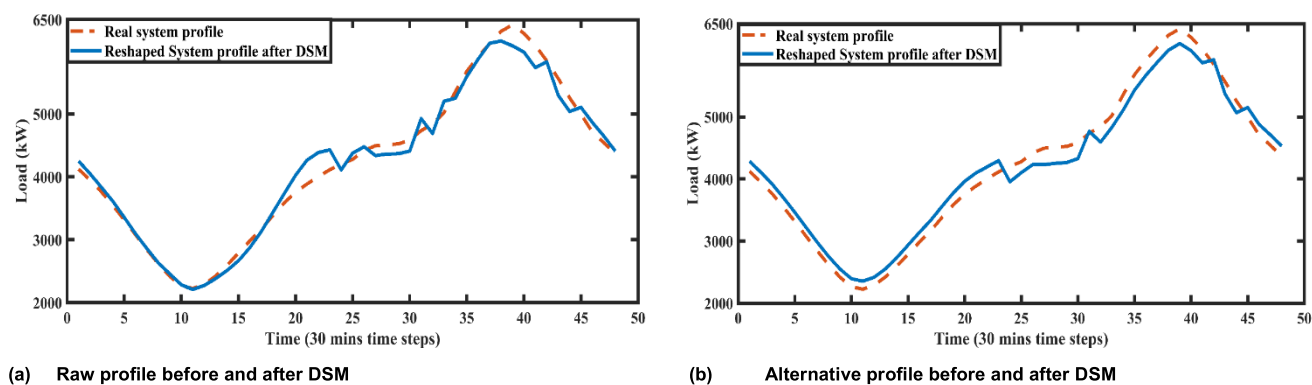 6500
5000
4000
3000
2000
Load (kW)
Real system profile
Reshaped System profile after DSM
0 5 10 15 20 25 30 35 40 45 50
Time (30 mins time steps)
(a) Raw profile before and after DSM
6500
5000
4000
3000
2000
Load (kW)
Real system profile
Reshaped System profile after DSM
0 5 10 15 20 25 30 35 40 45 50
Time (30 mins time steps)
(b) Alternative profile before and after DSM